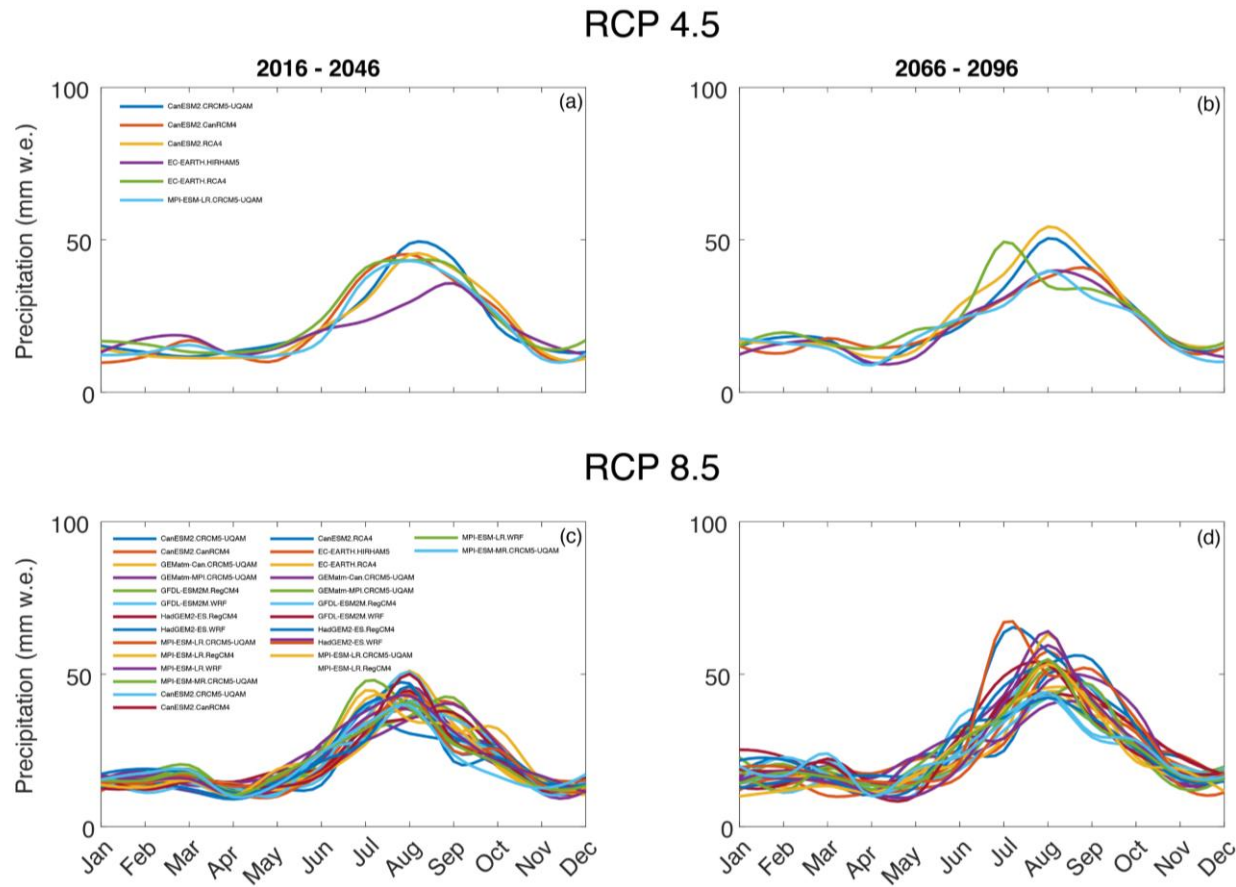 RCP 4.5
2016 - 2046
2066 - 2096
Precipitation (mm w.e.)
100
50
0
(a)
CanESM2.CRCM5-UQAM
CanESM2.CanRCM4
CanESM2.RCA4
EC-EARTH.HIRHAM5
EC-EARTH.RCA4
MPI-ESM-LR.CRCM5-UQAM
100
50
0
(b)
RCP 8.5
Precipitation (mm w.e.)
100
50
0
(c)
CanESM2.CRCM5-UQAM
CanESM2.CanRCM4
GEMatm-Can.CRCM5-UQAM
GEMatm-MPI.CRCM5-UQAM
GFDL-ESM2M.RegCM4
GFDL-ESM2M.WRF
HadGEM2-ES.RegCM4
HadGEM2-ES.WRF
MPI-ESM-LR.CRCM5-UQAM
MPI-ESM-LR.RegCM4
MPI-ESM-LR.WRF
MPI-ESM-MR.CRCM5-UQAM
CanESM2.CRCM5-UQAM
CanESM2.CanRCM4
CanESM2.RCA4
EC-EARTH.HIRHAM5
EC-EARTH.RCA4
GEMatm-Can.CRCM5-UQAM
GEMatm-MPI.CRCM5-UQAM
GFDL-ESM2M.RegCM4
GFDL-ESM2M.WRF
HadGEM2-ES.RegCM4
HadGEM2-ES.WRF
MPI-ESM-LR.CRCM5-UQAM
MPI-ESM-LR.RegCM4
MPI-ESM-LR.WRF
MPI-ESM-MR.CRCM5-UQAM
Jan Feb Mar Apr May Jun Jul Aug Sep Oct Nov Dec
100
50
0
(d)
Jan Feb Mar Apr May Jun Jul Aug Sep Oct Nov Dec